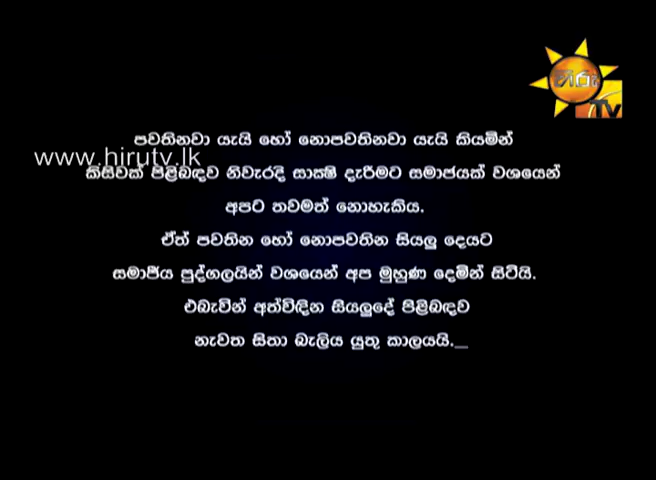 හිරු
Tv
පවතිනවා යැයි හෝ නොපවතිනවා යැයි කියමින්
www.hirutv.lk
කිසිවක් පිළිබඳව නිවැරදි සාක්ෂි දැරීමට සමාජයක් වශයෙන්
අපට තවමත් නොහැකිය.
ඒත් පවතින හෝ නොපවතින සියලු දෙයට
සමාජීය පුද්ගලයින් වශයෙන් අප මුහුණ දෙමින් සිටියි.
එබැවින් අත්විඳින සියලුදේ පිළිබඳව
නැවත සිතා බැලිය යුතු කාලයයි._